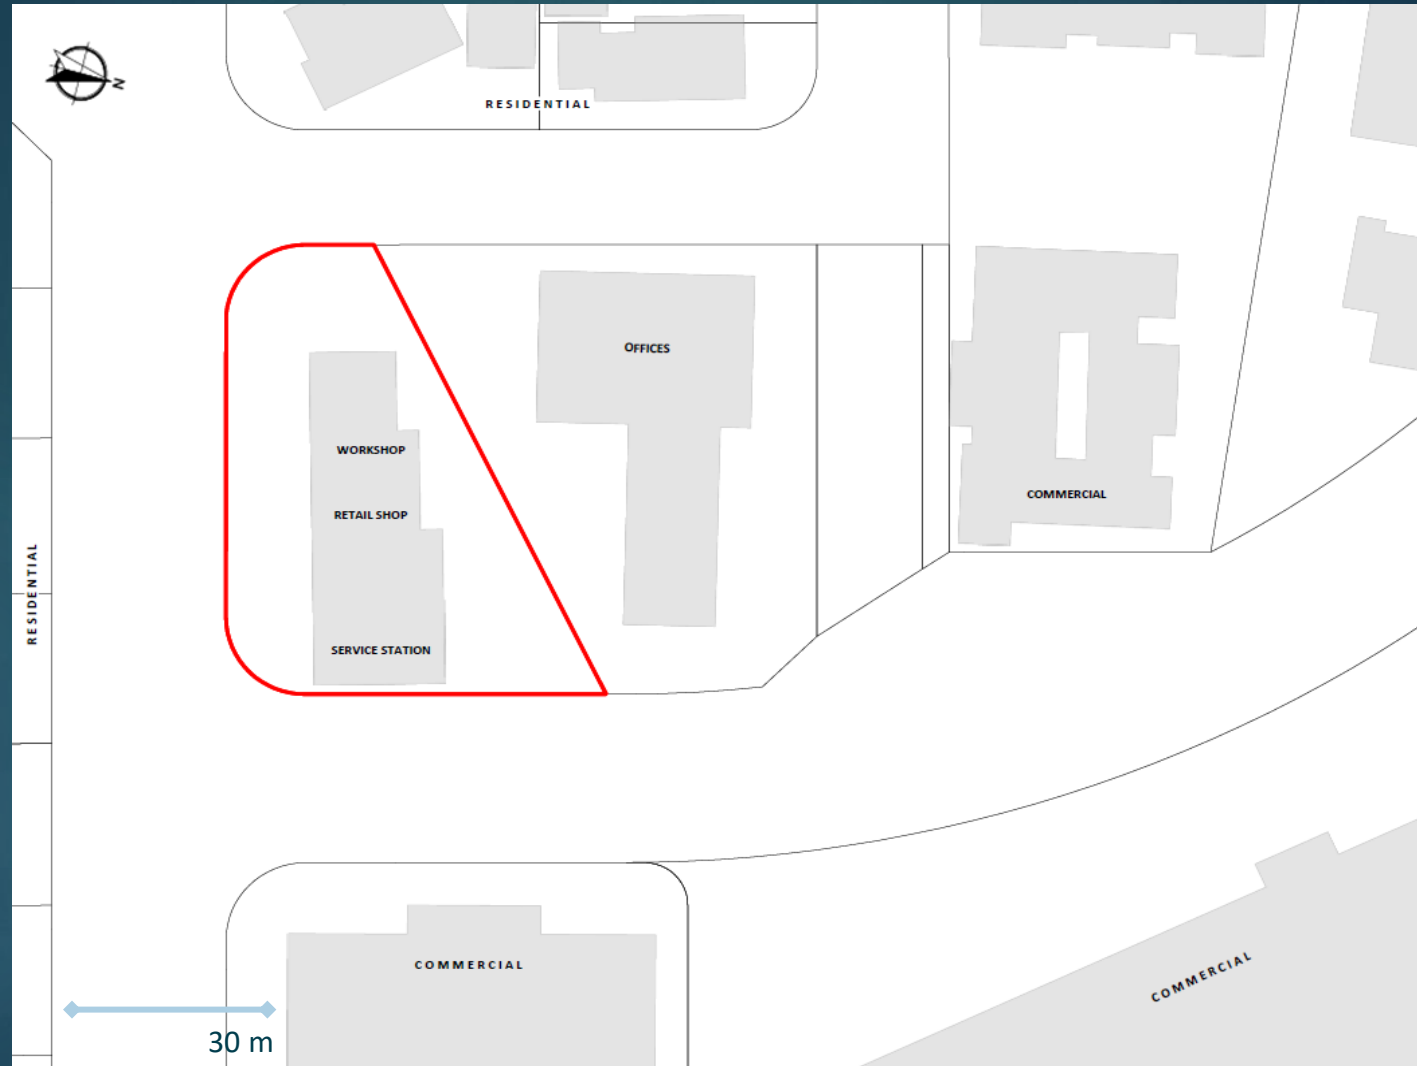 N
RESIDENTIAL
OFFICES
WORKSHOP
COMMERCIAL
RETAIL SHOP
RESIDENTIAL
SERVICE STATION
COMMERCIAL
COMMERCIAL
30 m